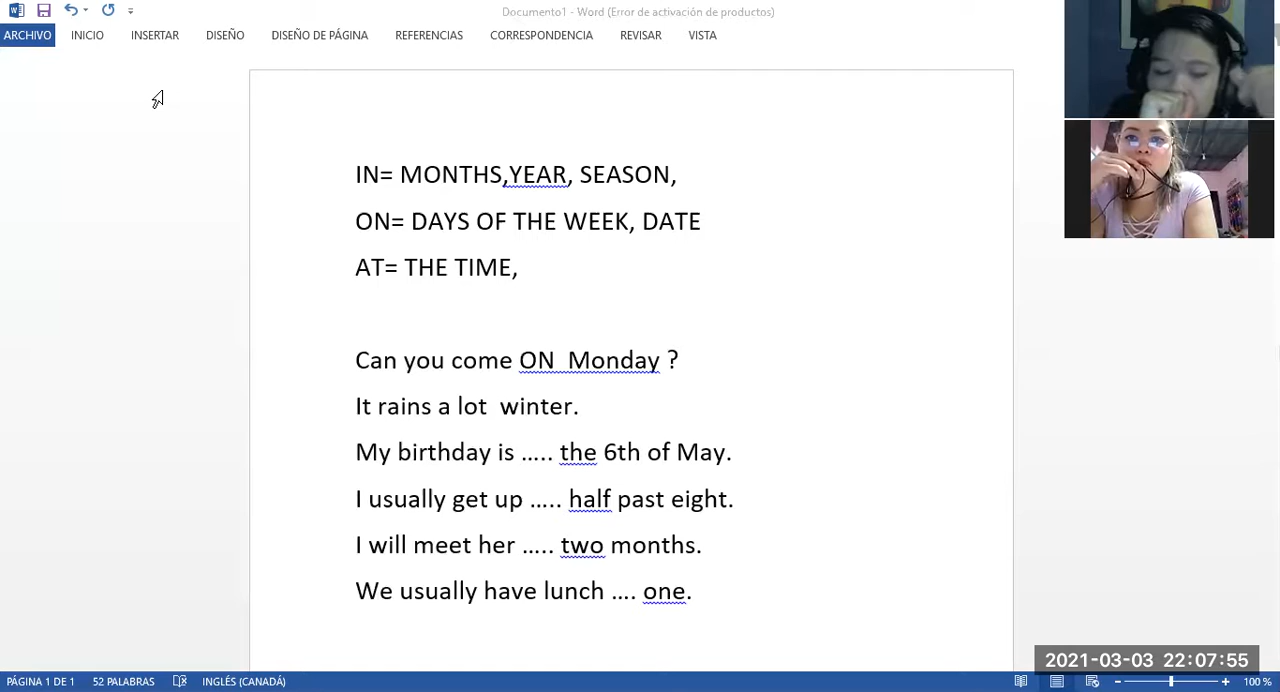 Documento1 - Word (Error de activación de productos)
ARCHIVO INICIO INSERTAR DISEÑO DISEÑO DE PÁGINA REFERENCIAS CORRESPONDENCIA REVISAR VISTA
IN= MONTHS,YEAR, SEASON,
ON= DAYS OF THE WEEK, DATE
AT= THE TIME,
Can you come ON  Monday ?
It rains a lot  winter.
My birthday is ..... the 6th of May.
I usually get up ..... half past eight.
I will meet her ..... two months.
We usually have lunch .... one.
2021-03-03 22:07:55
PÁGINA 1 DE 1 52 PALABRAS INGLÉS (CANADÁ) 100 %